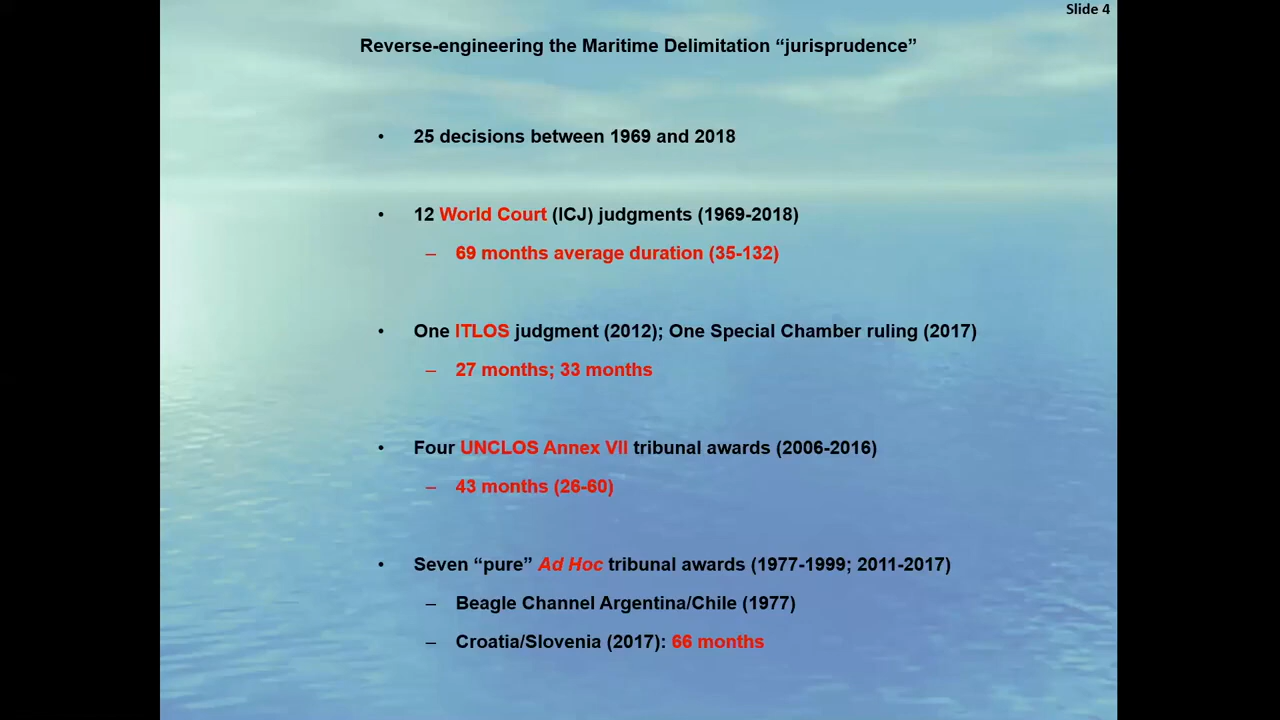 Slide 4
Reverse-engineering the Maritime Delimitation “jurisprudence”
• 25 decisions between 1969 and 2018
• 12 World Court (ICJ) judgments (1969-2018)
– 69 months average duration (35-132)
• One ITLOS judgment (2012); One Special Chamber ruling (2017)
– 27 months; 33 months
• Four UNCLOS Annex VII tribunal awards (2006-2016)
– 43 months (26-60)
• Seven “pure” Ad Hoc tribunal awards (1977-1999; 2011-2017)
– Beagle Channel Argentina/Chile (1977)
– Croatia/Slovenia (2017): 66 months